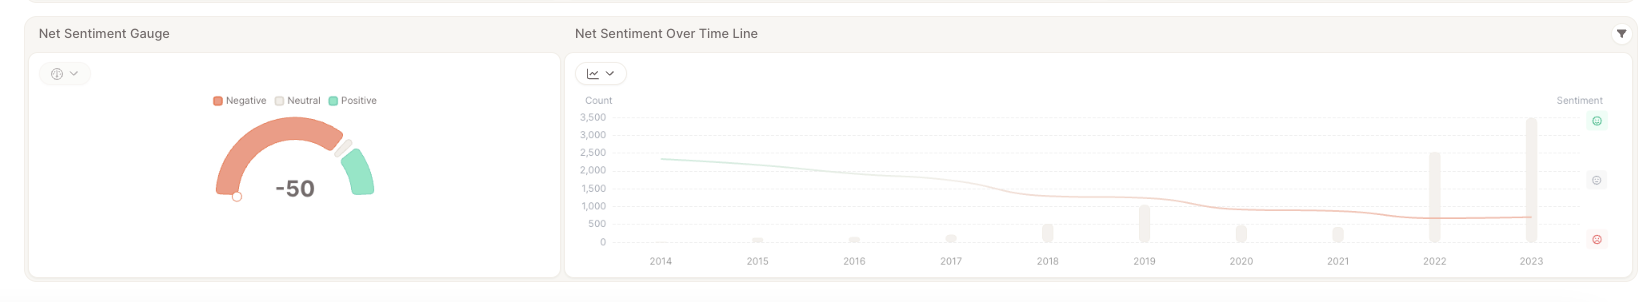 Net Sentiment Gauge
Net Sentiment Over Time Line
Negative Neutral Positive
-50
Count
Sentiment
3,500
3,000
2,500
2,000
1,500
1,000
500
0
2014 2015 2016 2017 2018 2019 2020 2021 2022 2023